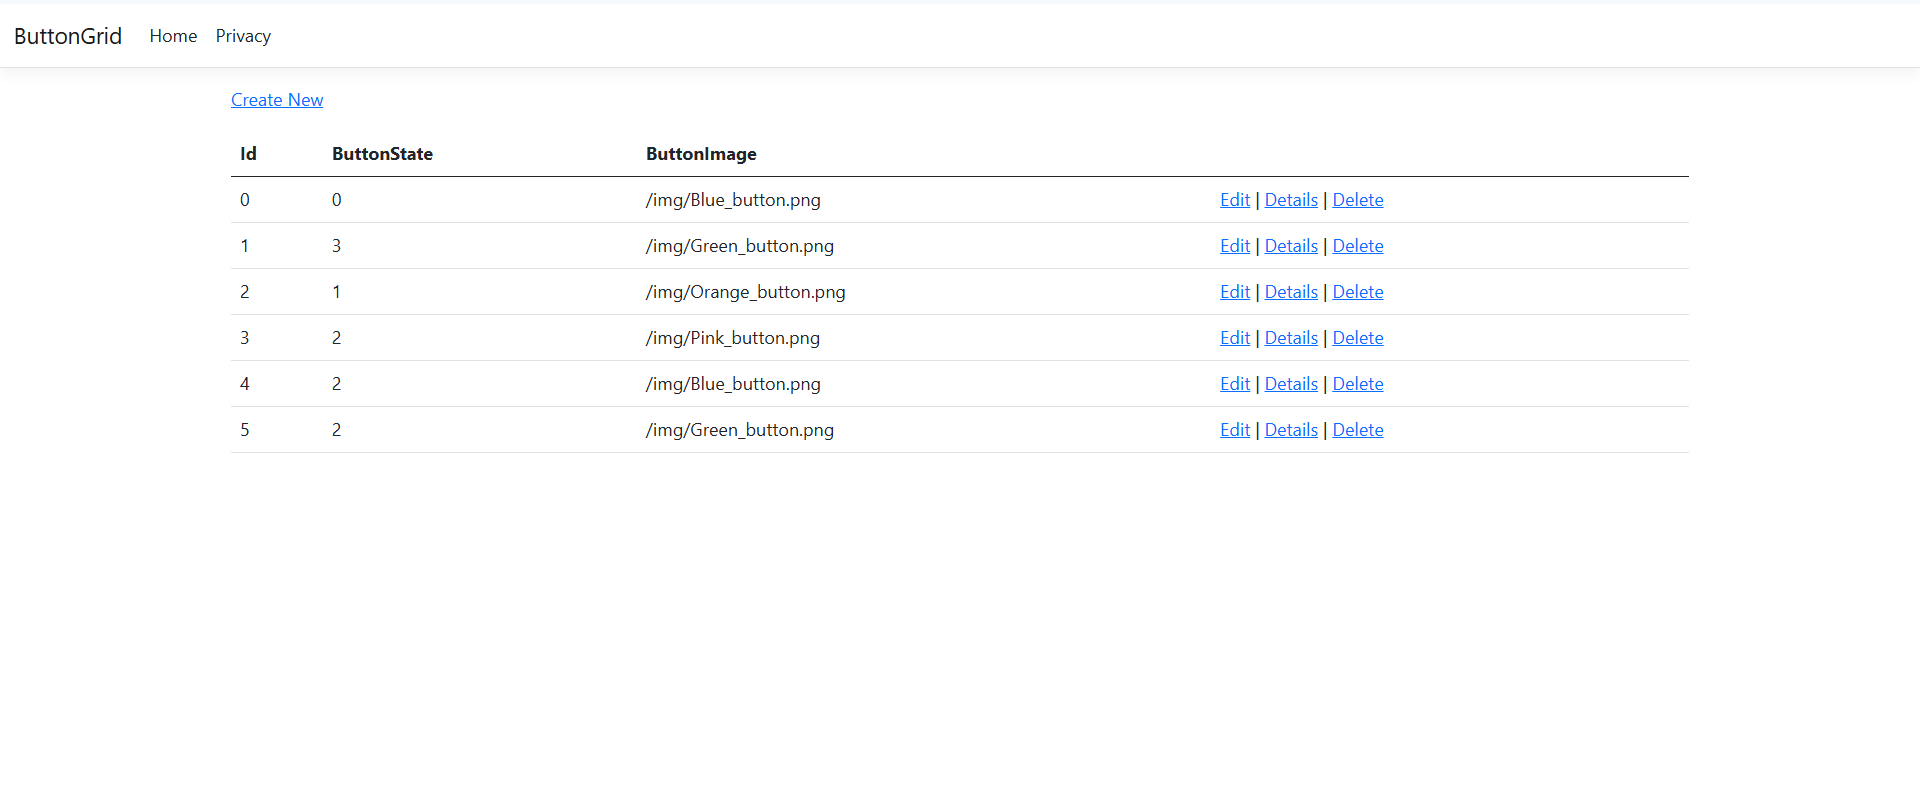 ButtonGrid Home Privacy
Create New
Id ButtonState ButtonImage
0 0 /img/Blue_button.png Edit | Details | Delete
1 3 /img/Green_button.png Edit | Details | Delete
2 1 /img/Orange_button.png Edit | Details | Delete
3 2 /img/Pink_button.png Edit | Details | Delete
4 2 /img/Blue_button.png Edit | Details | Delete
5 2 /img/Green_button.png Edit | Details | Delete